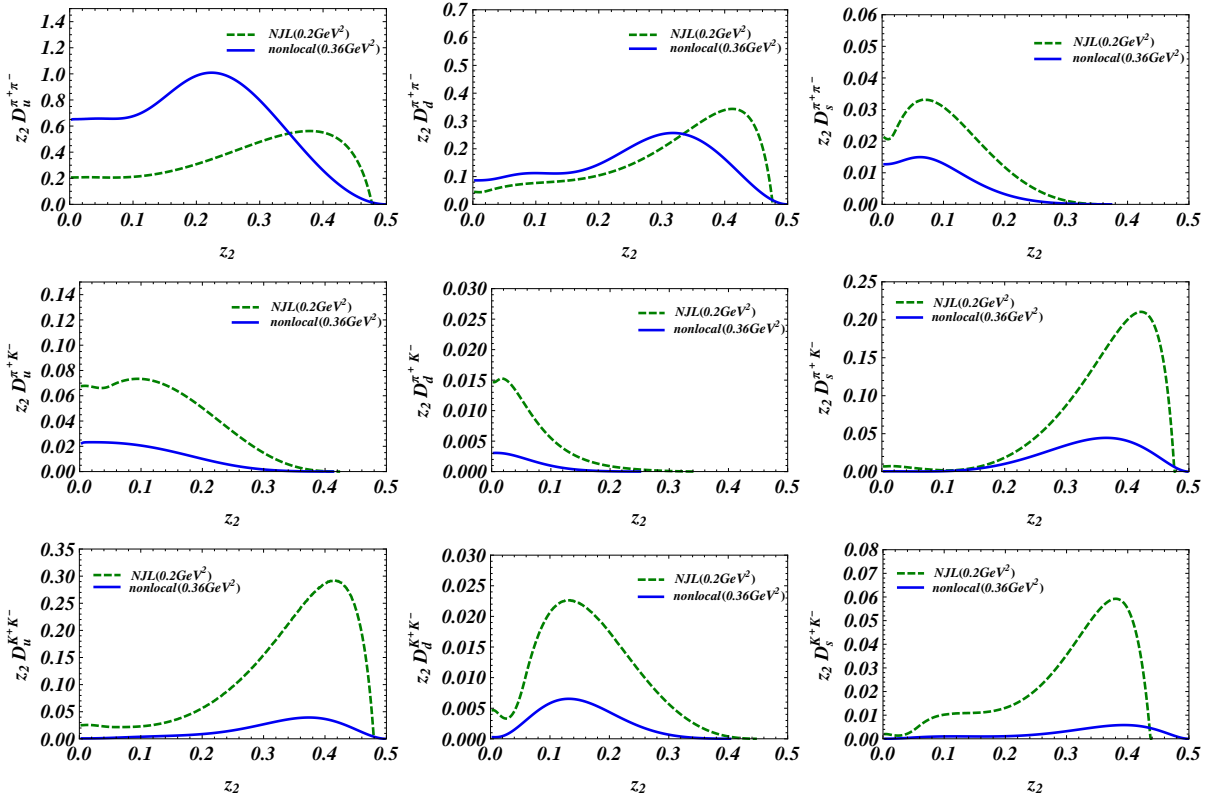 z₂ D_u^{π⁺π⁻}
1.4
1.2
1.0
0.8
0.6
0.4
0.2
0.0
NJL(0.2GeV²)
nonlocal(0.36GeV²)
0.0 0.1 0.2 0.3 0.4 0.5
z₂
z₂ D_d^{π⁺π⁻}
0.7
0.6
0.5
0.4
0.3
0.2
0.1
0.0
NJL(0.2GeV²)
nonlocal(0.36GeV²)
0.0 0.1 0.2 0.3 0.4 0.5
z₂
z₂ D_s^{π⁺π⁻}
0.06
0.05
0.04
0.03
0.02
0.01
0.00
NJL(0.2GeV²)
nonlocal(0.36GeV²)
0.0 0.1 0.2 0.3 0.4 0.5
z₂
z₂ D_u^{π⁺K⁻}
0.14
0.12
0.10
0.08
0.06
0.04
0.02
0.00
NJL(0.2GeV²)
nonlocal(0.36GeV²)
0.0 0.1 0.2 0.3 0.4 0.5
z₂
z₂ D_d^{π⁺K⁻}
0.030
0.025
0.020
0.015
0.010
0.005
0.000
NJL(0.2GeV²)
nonlocal(0.36GeV²)
0.0 0.1 0.2 0.3 0.4 0.5
z₂
z₂ D_s^{π⁺K⁻}
0.25
0.20
0.15
0.10
0.05
0.00
NJL(0.2GeV²)
nonlocal(0.36GeV²)
0.0 0.1 0.2 0.3 0.4 0.5
z₂
z₂ D_u^{K⁺K⁻}
0.35
0.30
0.25
0.20
0.15
0.10
0.05
0.00
NJL(0.2GeV²)
nonlocal(0.36GeV²)
0.0 0.1 0.2 0.3 0.4 0.5
z₂
z₂ D_d^{K⁺K⁻}
0.030
0.025
0.020
0.015
0.010
0.005
0.000
NJL(0.2GeV²)
nonlocal(0.36GeV²)
0.0 0.1 0.2 0.3 0.4 0.5
z₂
z₂ D_s^{K⁺K⁻}
0.08
0.07
0.06
0.05
0.04
0.03
0.02
0.01
0.00
NJL(0.2GeV²)
nonlocal(0.36GeV²)
0.0 0.1 0.2 0.3 0.4 0.5
z₂